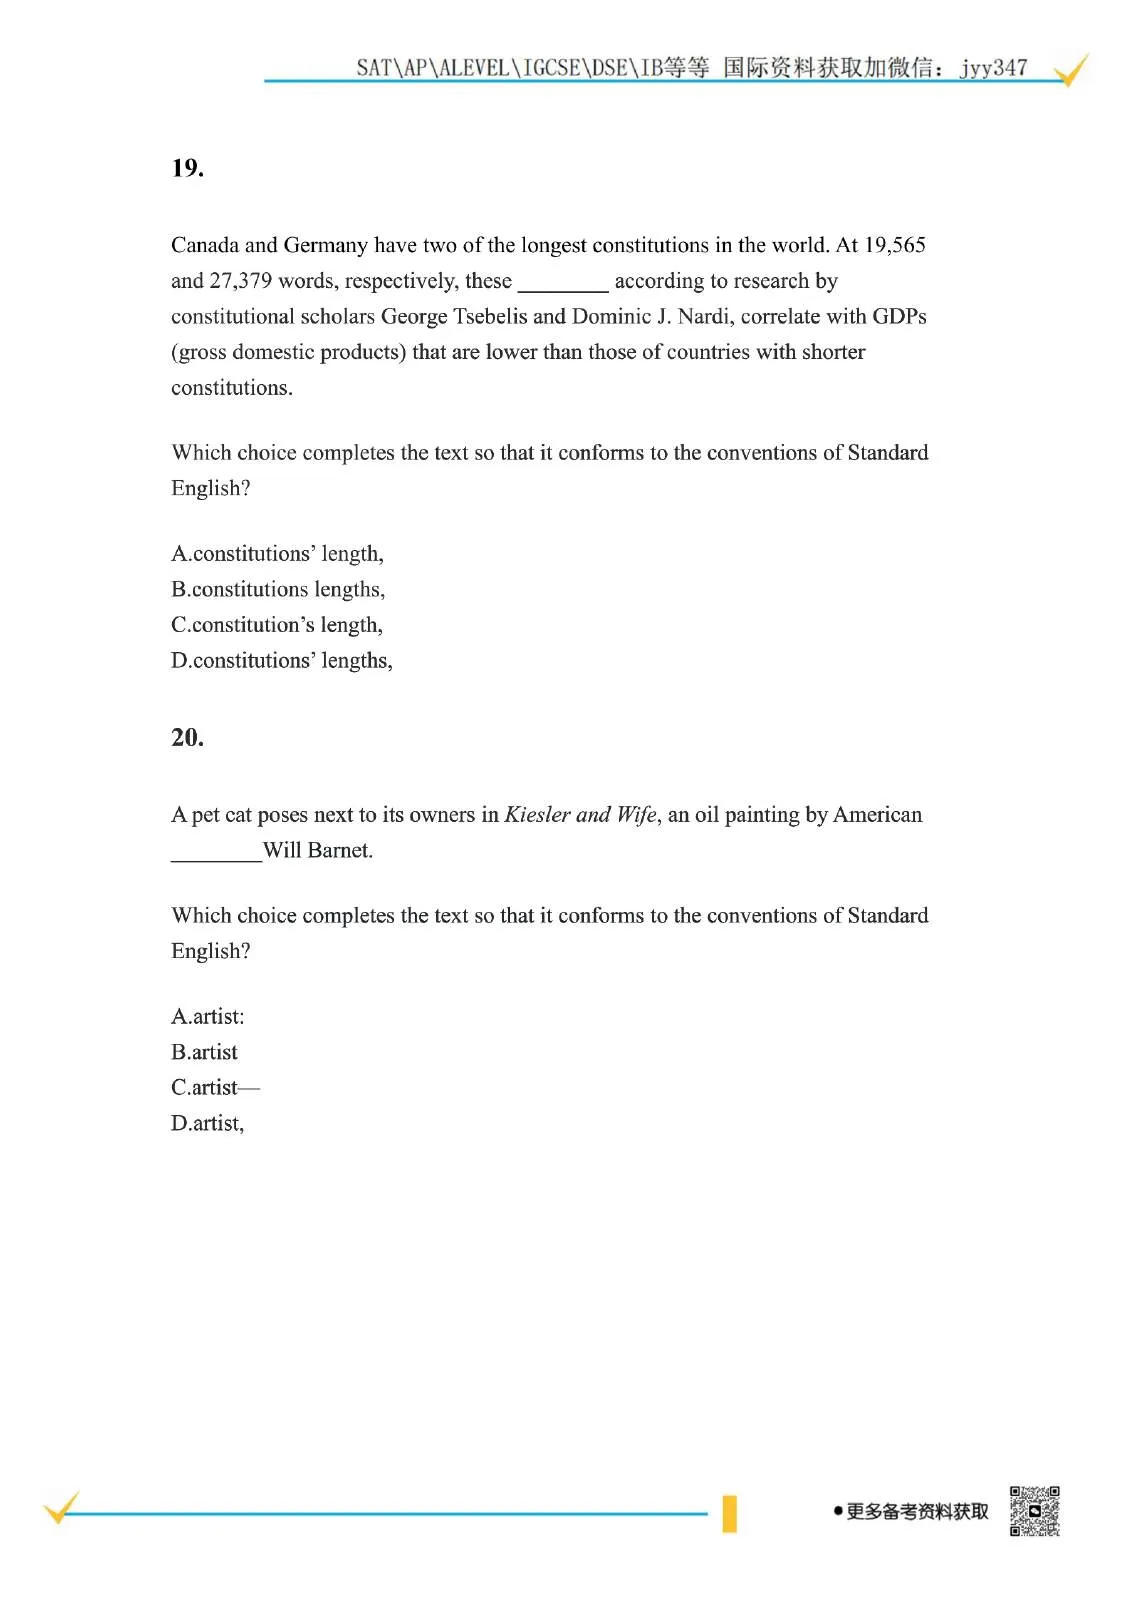 SAT\AP\ALEVEL\IGCSE\DSE\IB等等 国际资料获取加微信：jyy347
19.
Canada and Germany have two of the longest constitutions in the world. At 19,565
and 27,379 words, respectively, these ________ according to research by
constitutional scholars George Tsebelis and Dominic J. Nardi, correlate with GDPs
(gross domestic products) that are lower than those of countries with shorter
constitutions.
Which choice completes the text so that it conforms to the conventions of Standard
English?
A.constitutions’ length,
B.constitutions lengths,
C.constitution’s length,
D.constitutions’ lengths,
20.
A pet cat poses next to its owners in Kiesler and Wife, an oil painting by American
________Will Barnet.
Which choice completes the text so that it conforms to the conventions of Standard
English?
A.artist:
B.artist
C.artist—
D.artist,
●更多备考资料获取